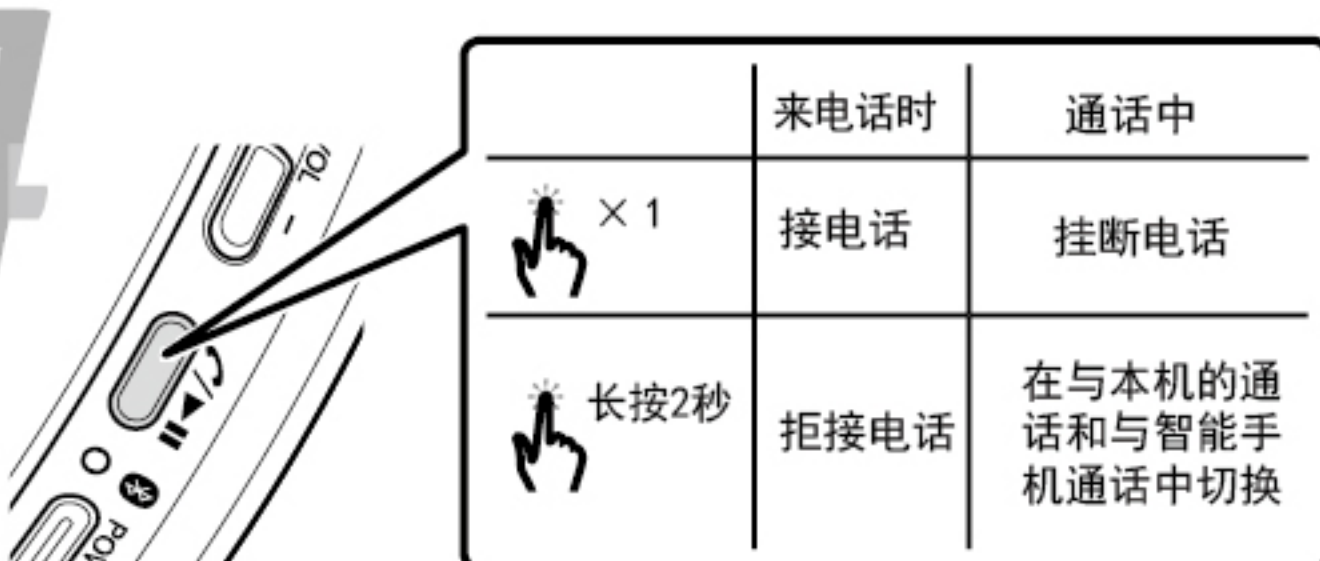 来电话时 通话中
× 1 接电话 挂断电话
长按2秒 拒接电话 在与本机的通
话和与智能手
机通话中切换
/OL
−
POW